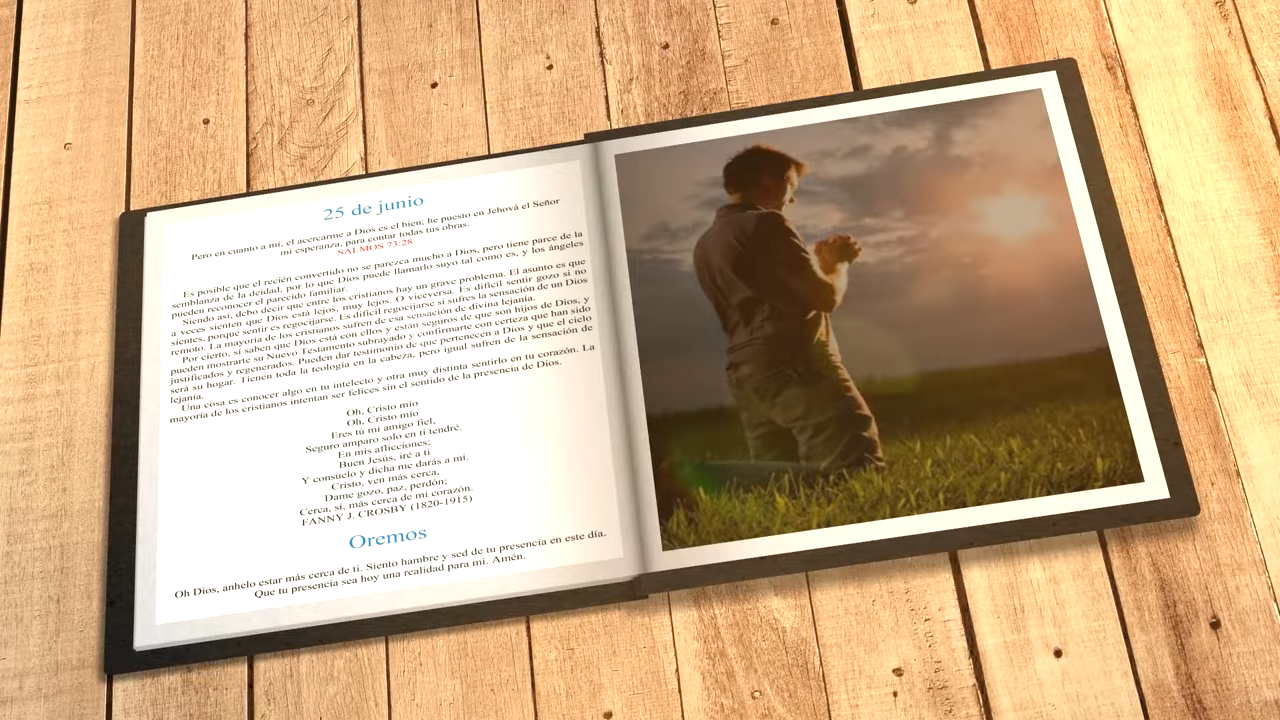 25 de junio
Pero en cuanto a mí, el acercarme a Dios es el bien; he puesto en Jehová el Señor
mi esperanza, para contar todas tus obras.
SALMOS 73:28
Es posible que el recién convertido no se parezca mucho a Dios, pero tiene parce de la
semblanza de la deidad, por lo que Dios puede llamarlo suyo tal como es, y los ángeles
pueden reconocer el parecido familiar.
Siendo así, debo decir que entre los cristianos hay un grave problema. El asunto es que
a veces sienten que Dios está lejos, muy lejos. O viceversa. Es difícil sentir gozo si no
sientes, porque sentir es regocijarse. Es difícil regocijarse si sufres la sensación de un Dios
remoto. La mayoría de los cristianos sufren de esa sensación de divina lejanía.
Por cierto, sí saben que Dios está con ellos y están seguros de que son hijos de Dios, y
pueden mostrarte su Nuevo Testamento subrayado y confirmarte con certeza que han sido
justificados y regenerados. Pueden dar testimonio de que pertenecen a Dios y que el cielo
será su hogar. Tienen toda la teología en la cabeza, pero igual sufren de la sensación de
lejanía.
Una cosa es conocer algo en tu intelecto y otra muy distinta sentirlo en tu corazón. La
mayoría de los cristianos intentan ser felices sin el sentido de la presencia de Dios.
Oh, Cristo mío
Oh, Cristo mío
Eres tú mi amigo fiel,
Seguro amparo solo en ti tendré.
En mis aflicciones;
Buen Jesús, iré a ti
Y consuelo y dicha me darás a mí.
Cristo, ven más cerca,
Dame gozo, paz, perdón;
Cerca, sí, más cerca de mi corazón.
FANNY J. CROSBY (1820-1915)
Oremos
Oh Dios, anhelo estar más cerca de ti. Siento hambre y sed de tu presencia en este día.
Que tu presencia sea hoy una realidad para mí. Amén.